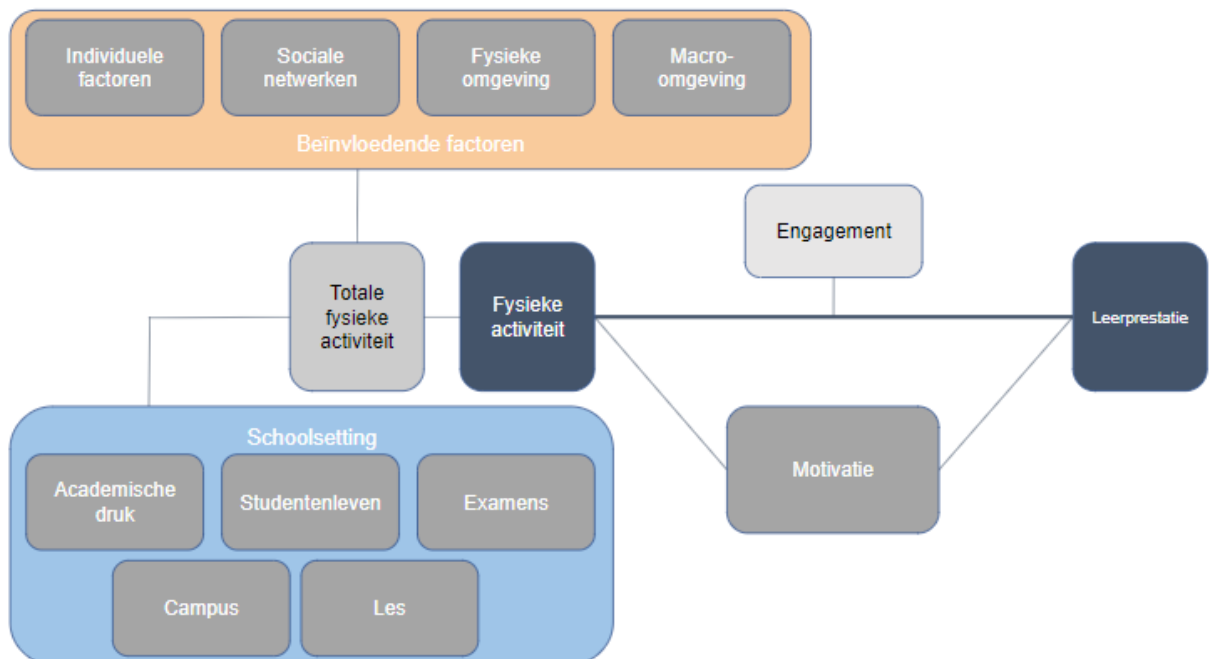 Individuele
factoren
Sociale
netwerken
Fysieke
omgeving
Macro-
omgeving
Beïnvloedende factoren
Engagement
Totale
fysieke
activiteit
Fysieke
activiteit
Leerprestatie
Motivatie
Schoolsetting
Academische
druk
Studentenleven
Examens
Campus
Les